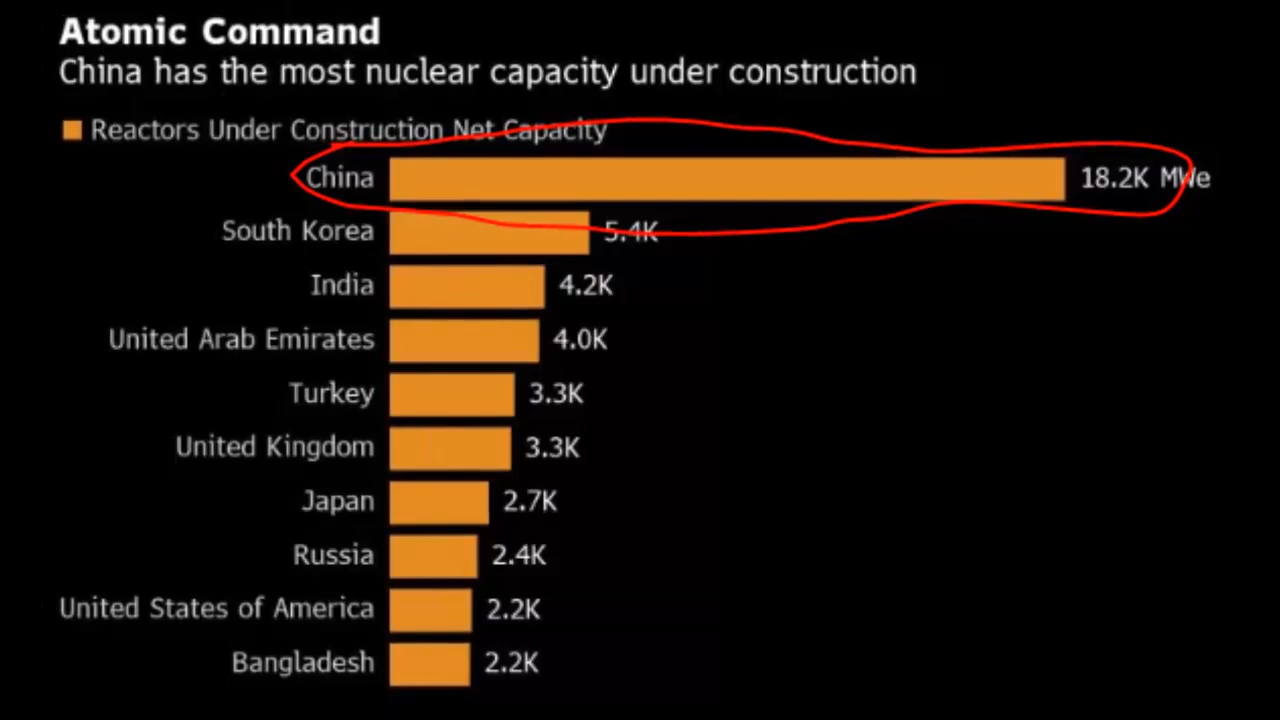 Atomic Command
China has the most nuclear capacity under construction
Reactors Under Construction Net Capacity
China 18.2K MWe
South Korea 5.4K
India 4.2K
United Arab Emirates 4.0K
Turkey 3.3K
United Kingdom 3.3K
Japan 2.7K
Russia 2.4K
United States of America 2.2K
Bangladesh 2.2K